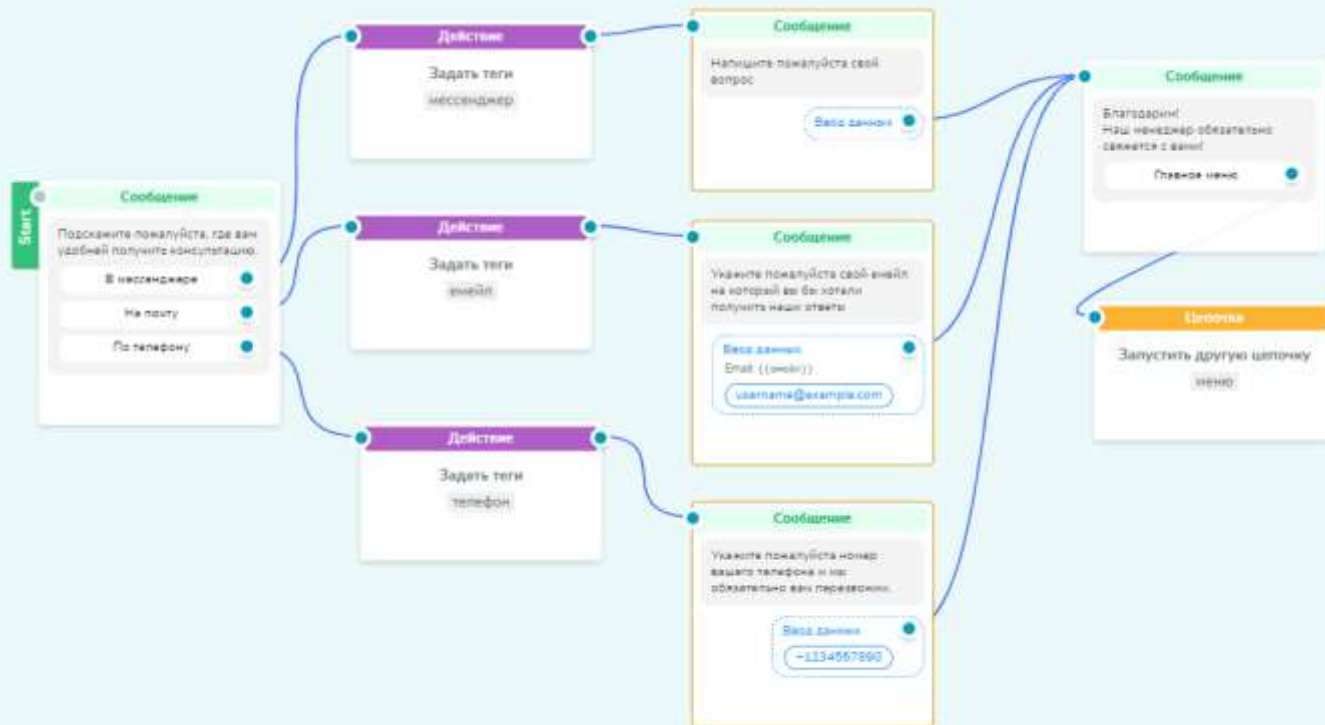 Start
Сообщение
Подскажите пожалуйста, где вам
удобней получить консультацию.
В мессенджере
На почту
По телефону
Действие
Задать теги
мессенджер
Действие
Задать теги
емейл
Действие
Задать теги
телефон
Сообщение
Напишите пожалуйста свой
вопрос
Ввод данных
Сообщение
Укажите пожалуйста свой емейл
на который вы бы хотели
получить наши ответы
Ввод данных
Email: {{емейл}}
username@example.com
Сообщение
Укажите пожалуйста номер
вашего телефона и мы
обязательно вам перезвоним.
Ввод данных
+1234567890
Сообщение
Благодарим!
Наш менеджер обязательно
свяжется с вами!
Главное меню
Цепочка
Запустить другую цепочку
меню